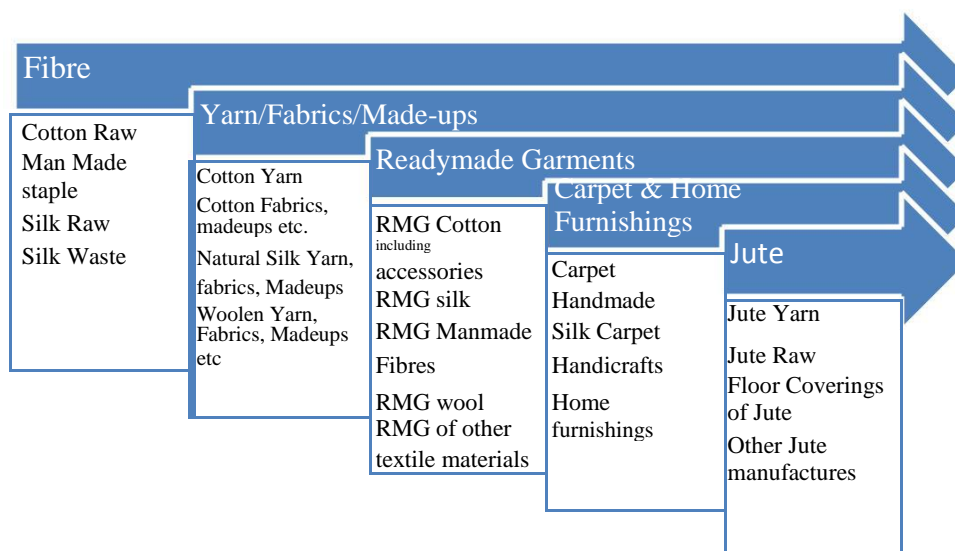 Fibre
Cotton Raw
Man Made
staple
Silk Raw
Silk Waste
Yarn/Fabrics/Made-ups
Cotton Yarn
Cotton Fabrics,
madeups etc.
Natural Silk Yarn,
fabrics, Madeups
Woolen Yarn,
Fabrics, Madeups
etc
Readymade Garments
RMG Cotton
including
accessories
RMG silk
RMG Manmade
Fibres
RMG wool
RMG of other
textile materials
Carpet & Home
Furnishings
Carpet
Handmade
Silk Carpet
Handicrafts
Home
furnishings
Jute
Jute Yarn
Jute Raw
Floor Coverings
of Jute
Other Jute
manufactures